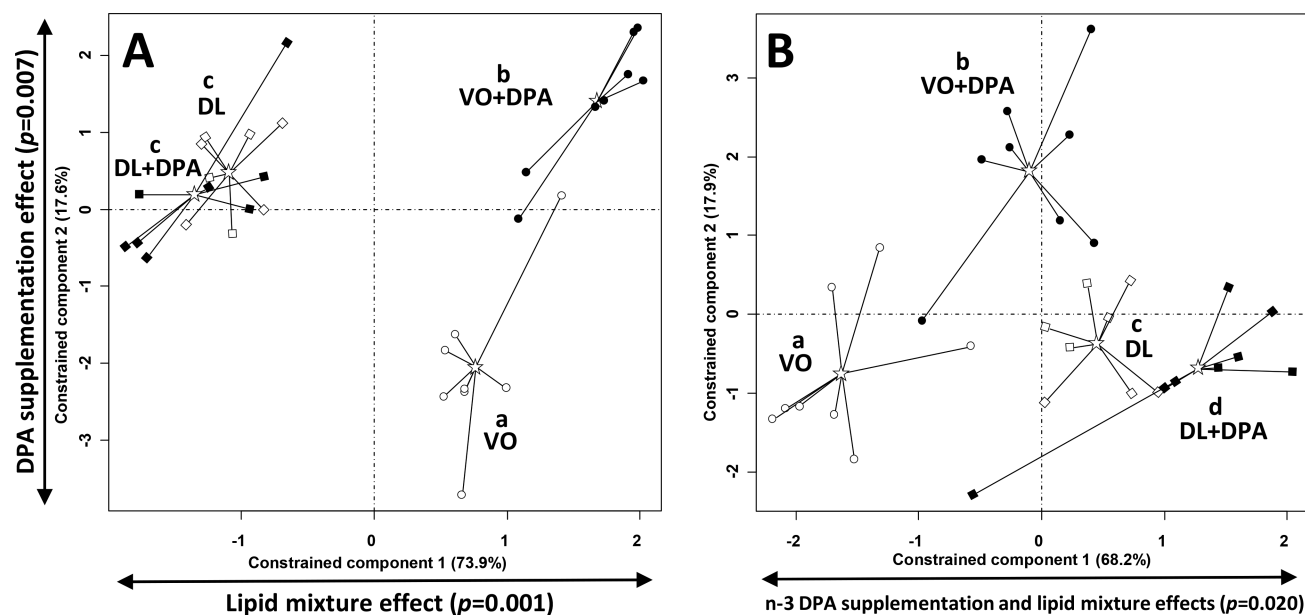 A
DPA supplementation effect (p=0.007)
Constrained component 2 (17.6%)
2
1
0
-1
-2
-3
c
DL
c
DL+DPA
b
VO+DPA
a
VO
-1
0
1
2
Constrained component 1 (73.9%)
Lipid mixture effect (p=0.001)
B
Constrained component 2 (17.9%)
3
2
1
0
-1
-2
b
VO+DPA
a
VO
c
DL
d
DL+DPA
-2
-1
0
1
2
Constrained component 1 (68.2%)
n-3 DPA supplementation and lipid mixture effects (p=0.020)